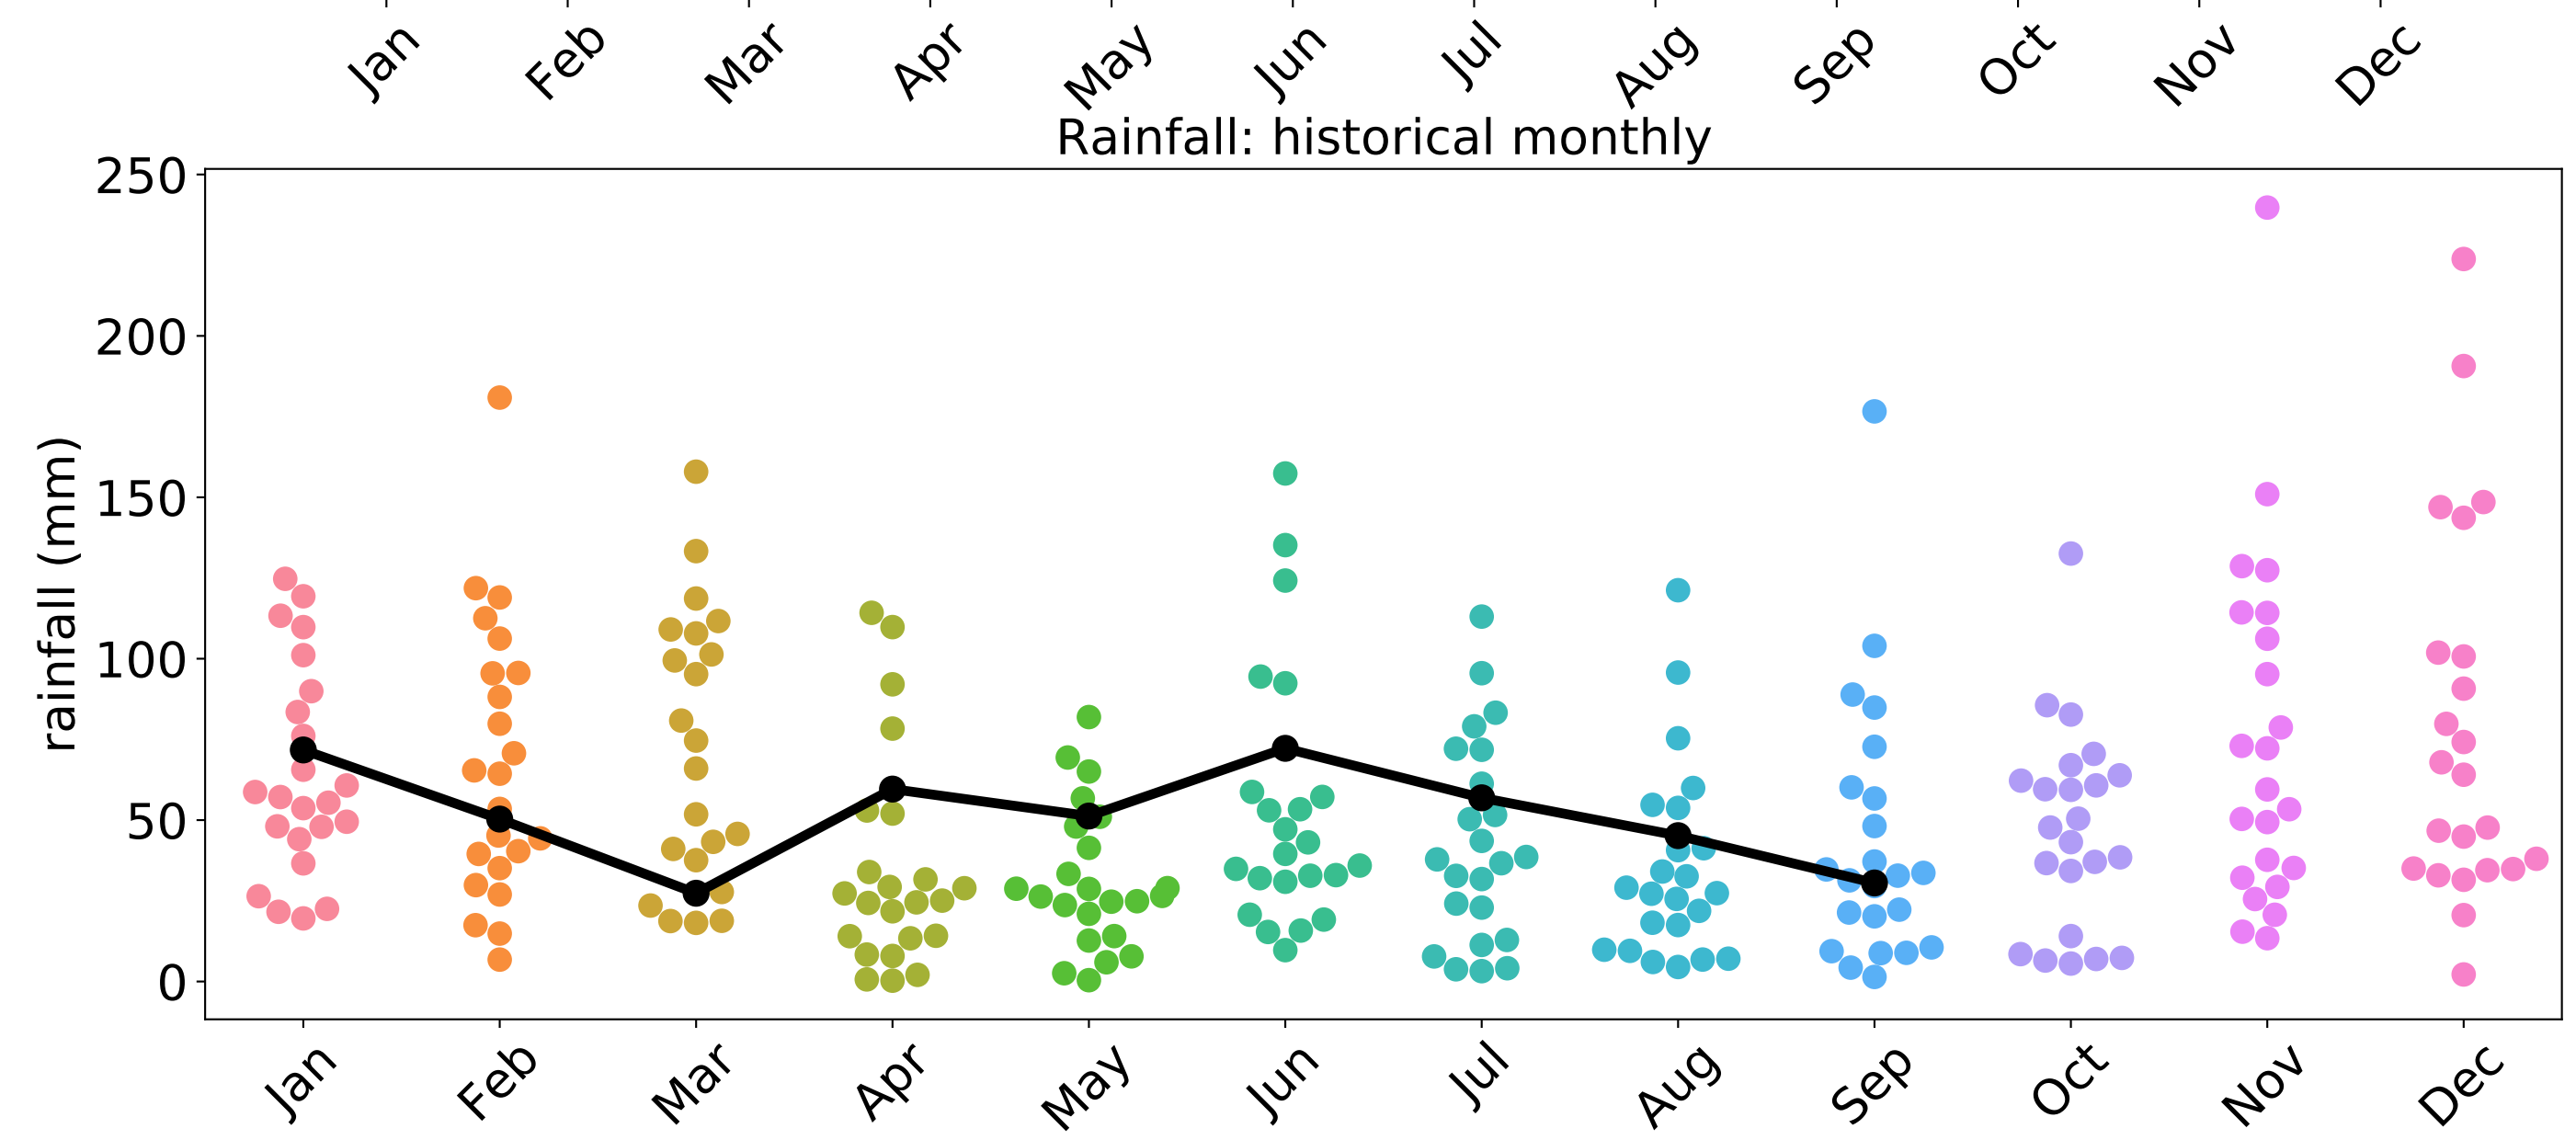 Jan Feb Mar Apr May Jun Jul Aug Sep Oct Nov Dec
Rainfall: historical monthly
rainfall (mm)
250
200
150
100
50
0
Jan Feb Mar Apr May Jun Jul Aug Sep Oct Nov Dec